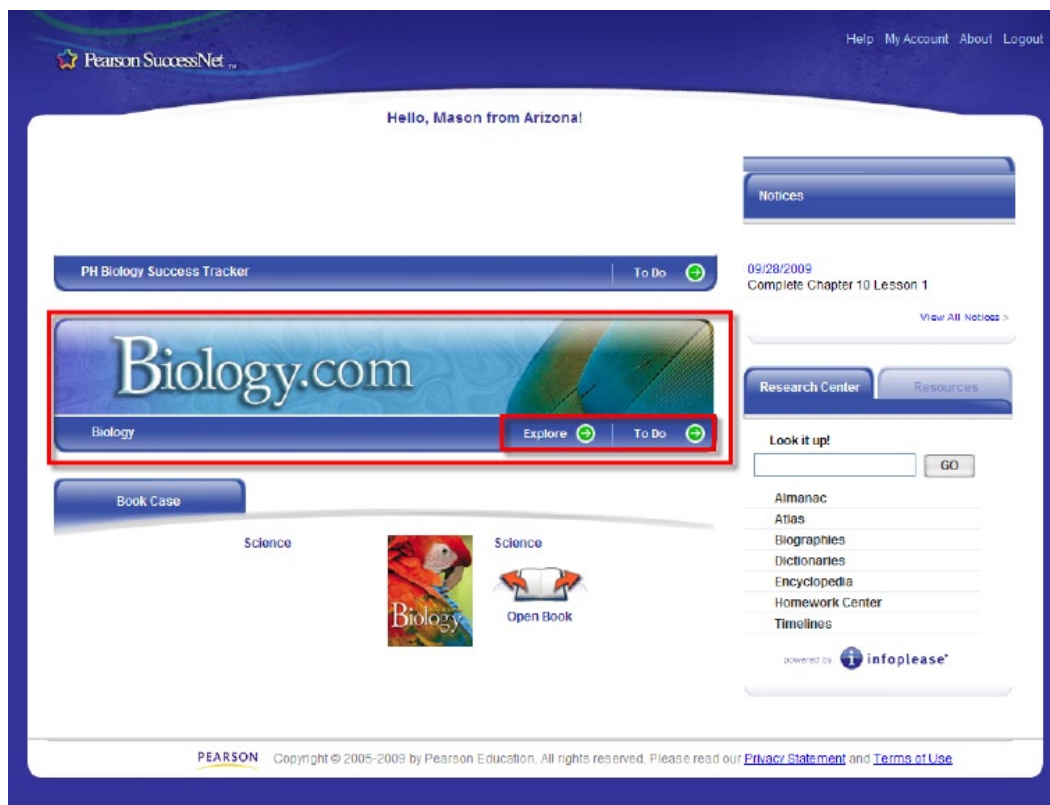 Help My Account About Logout
Pearson SuccessNet ™
Hello, Mason from Arizona!
Notices
PH Biology Success Tracker
To Do
09/28/2009
Complete Chapter 10 Lesson 1
View All Notices >
Biology.com
Biology
Explore
To Do
Research Center
Resources
Look it up!
GO
Almanac
Atlas
Biographies
Dictionaries
Encyclopedia
Homework Center
Timelines
powered by infoplease
Book Case
Science
Biology
Science
Open Book
PEARSON Copyright © 2005-2009 by Pearson Education, All rights reserved. Please read our Privacy Statement and Terms of Use